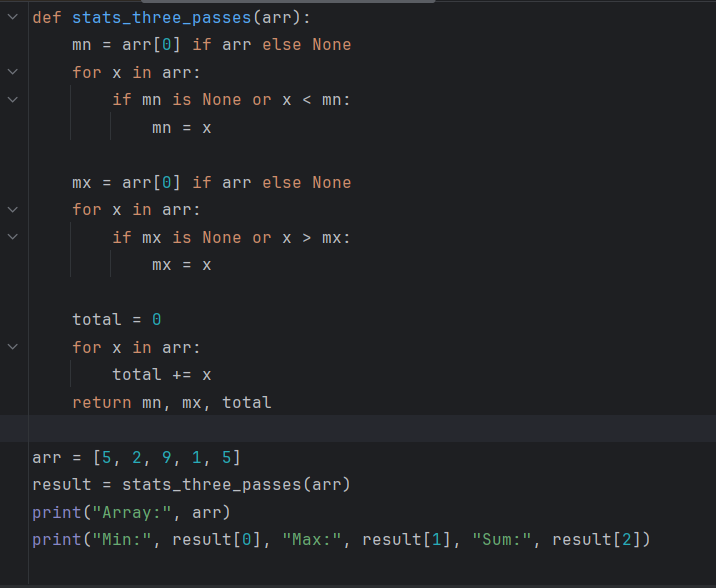 def stats_three_passes(arr):
    mn = arr[0] if arr else None
    for x in arr:
        if mn is None or x < mn:
            mn = x
    mx = arr[0] if arr else None
    for x in arr:
        if mx is None or x > mx:
            mx = x
    total = 0
    for x in arr:
        total += x
    return mn, mx, total
arr = [5, 2, 9, 1, 5]
result = stats_three_passes(arr)
print("Array:", arr)
print("Min:", result[0], "Max:", result[1], "Sum:", result[2])